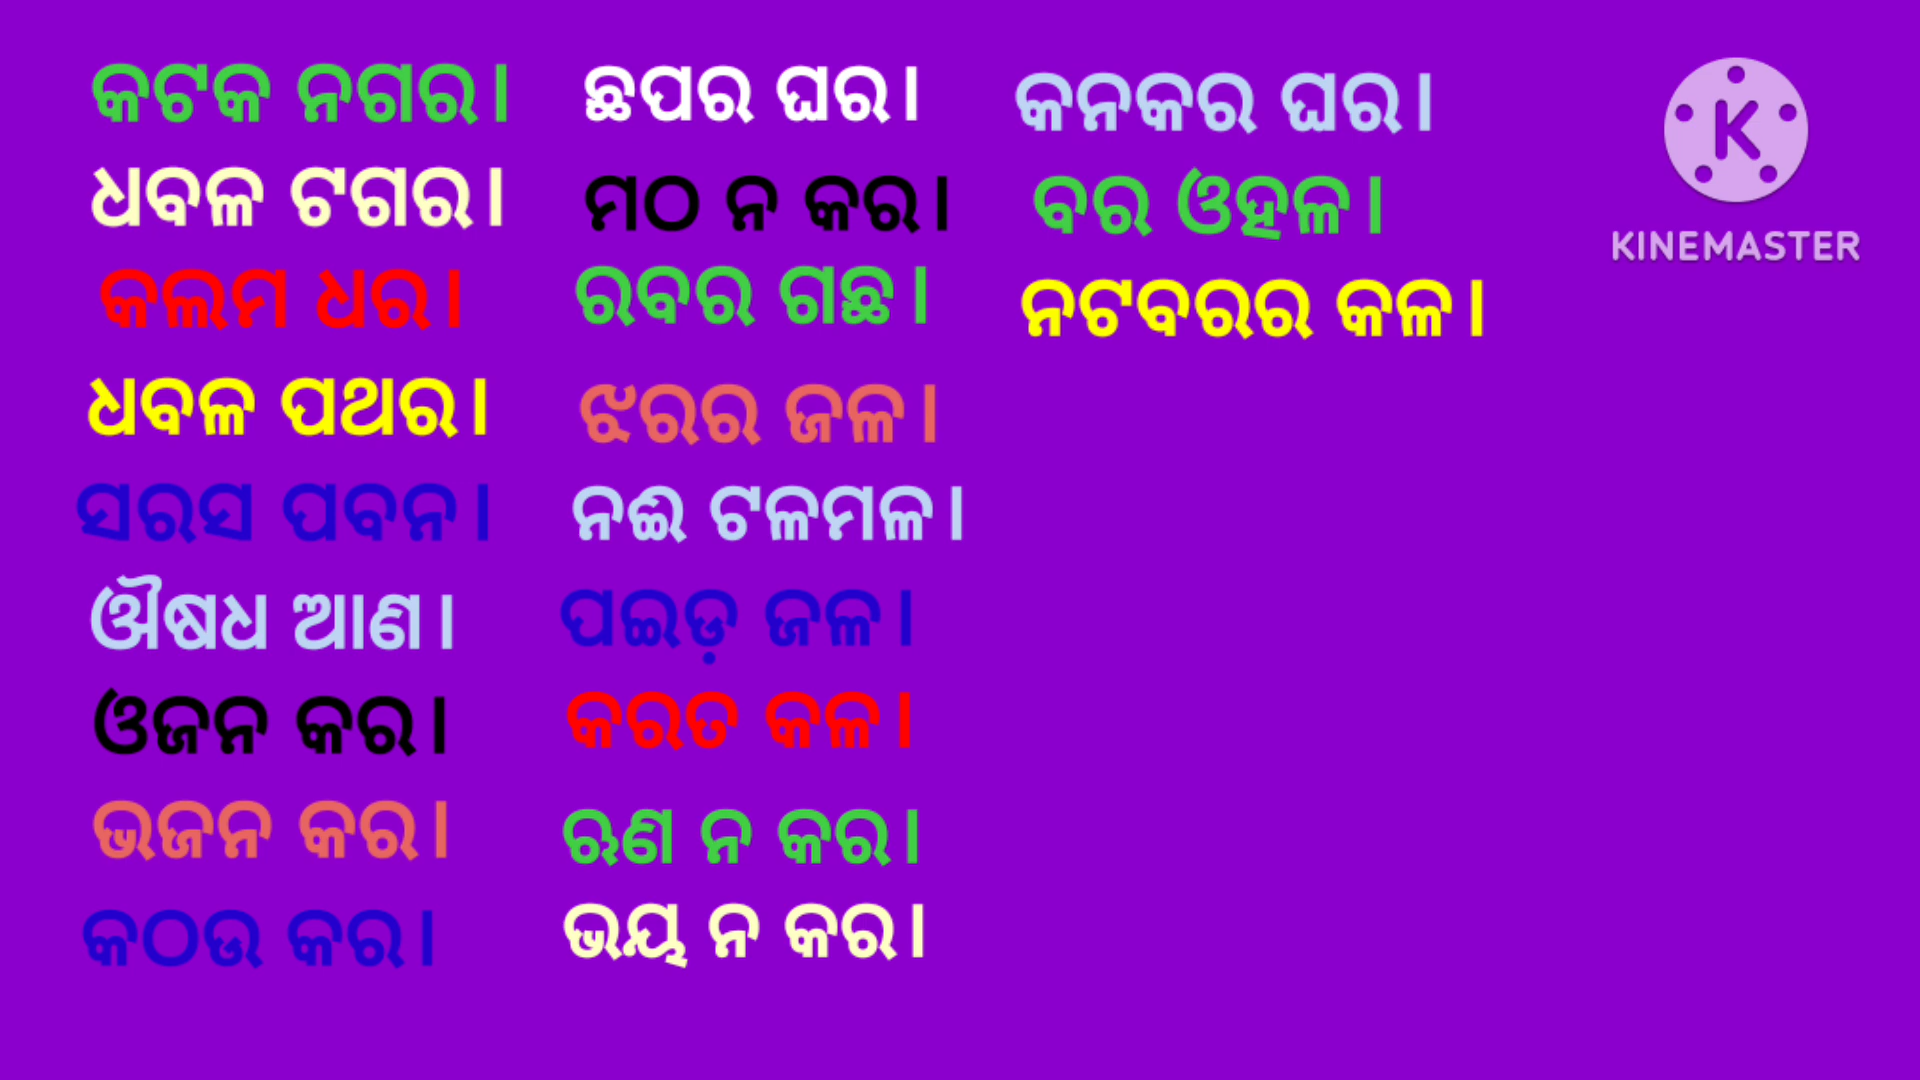 କଟକ ନଗର।
ଧବଳ ଟଗର।
କଲମ ଧର।
ଧବଳ ପଥର।
ସରସ ପବନ।
ଔଷଧ ଆଣ।
ଓଜନ କର।
ଭଜନ କର।
କଠଉ କର।
ଛପର ଘର।
ମଠ ନ କର।
ରବର ଗଛ।
ଝରର ଜଳ।
ନଈ ଟଳମଳ।
ପଇଡ଼ ଜଳ।
କରତ କଳ।
ଋଣ ନ କର।
ଭୟ ନ କର।
କନକର ଘର।
ବର ଓହଳ।
ନଟବରର କଳ।
KINEMASTER